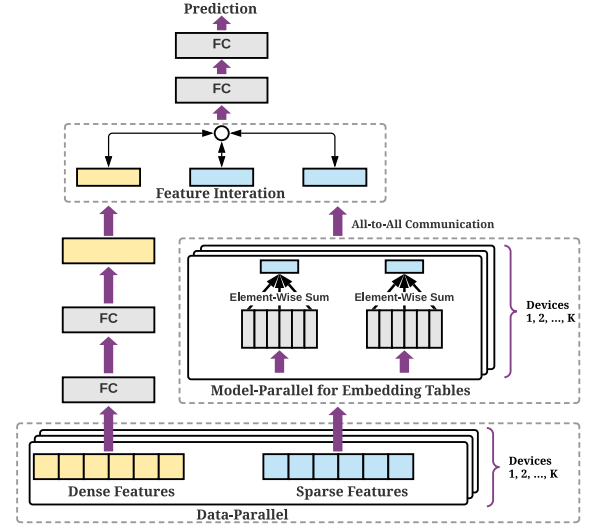 Prediction
FC
FC
Feature Interation
All-to-All Communication
Element-Wise Sum
Element-Wise Sum
Devices
1, 2, ..., K
FC
FC
Model-Parallel for Embedding Tables
Dense Features
Sparse Features
Devices
1, 2, ..., K
Data-Parallel